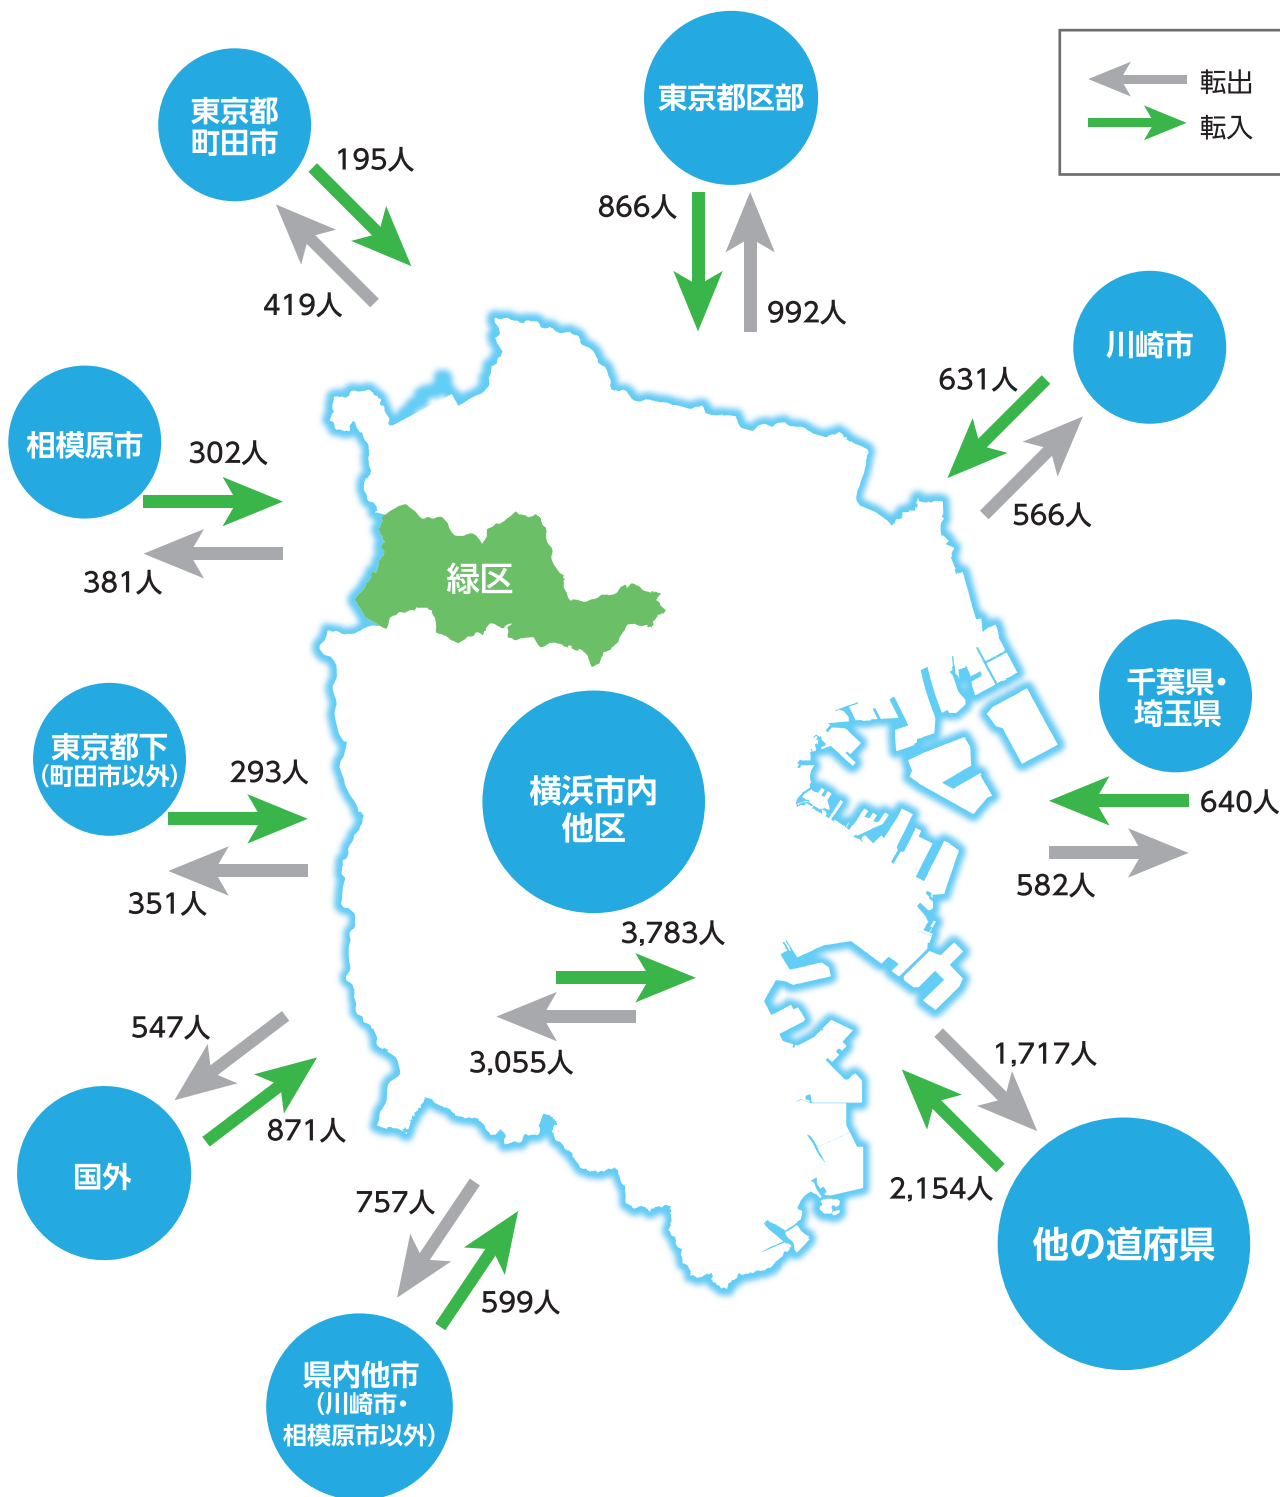 転出
転入
東京都
町田市
195人
419人
東京都区部
866人
992人
川崎市
631人
566人
相模原市
302人
381人
緑区
千葉県・
埼玉県
640人
582人
東京都下
(町田市以外)
293人
351人
横浜市内
他区
3,783人
3,055人
547人
871人
国外
1,717人
2,154人
他の道府県
757人
599人
県内他市
(川崎市・
相模原市以外)